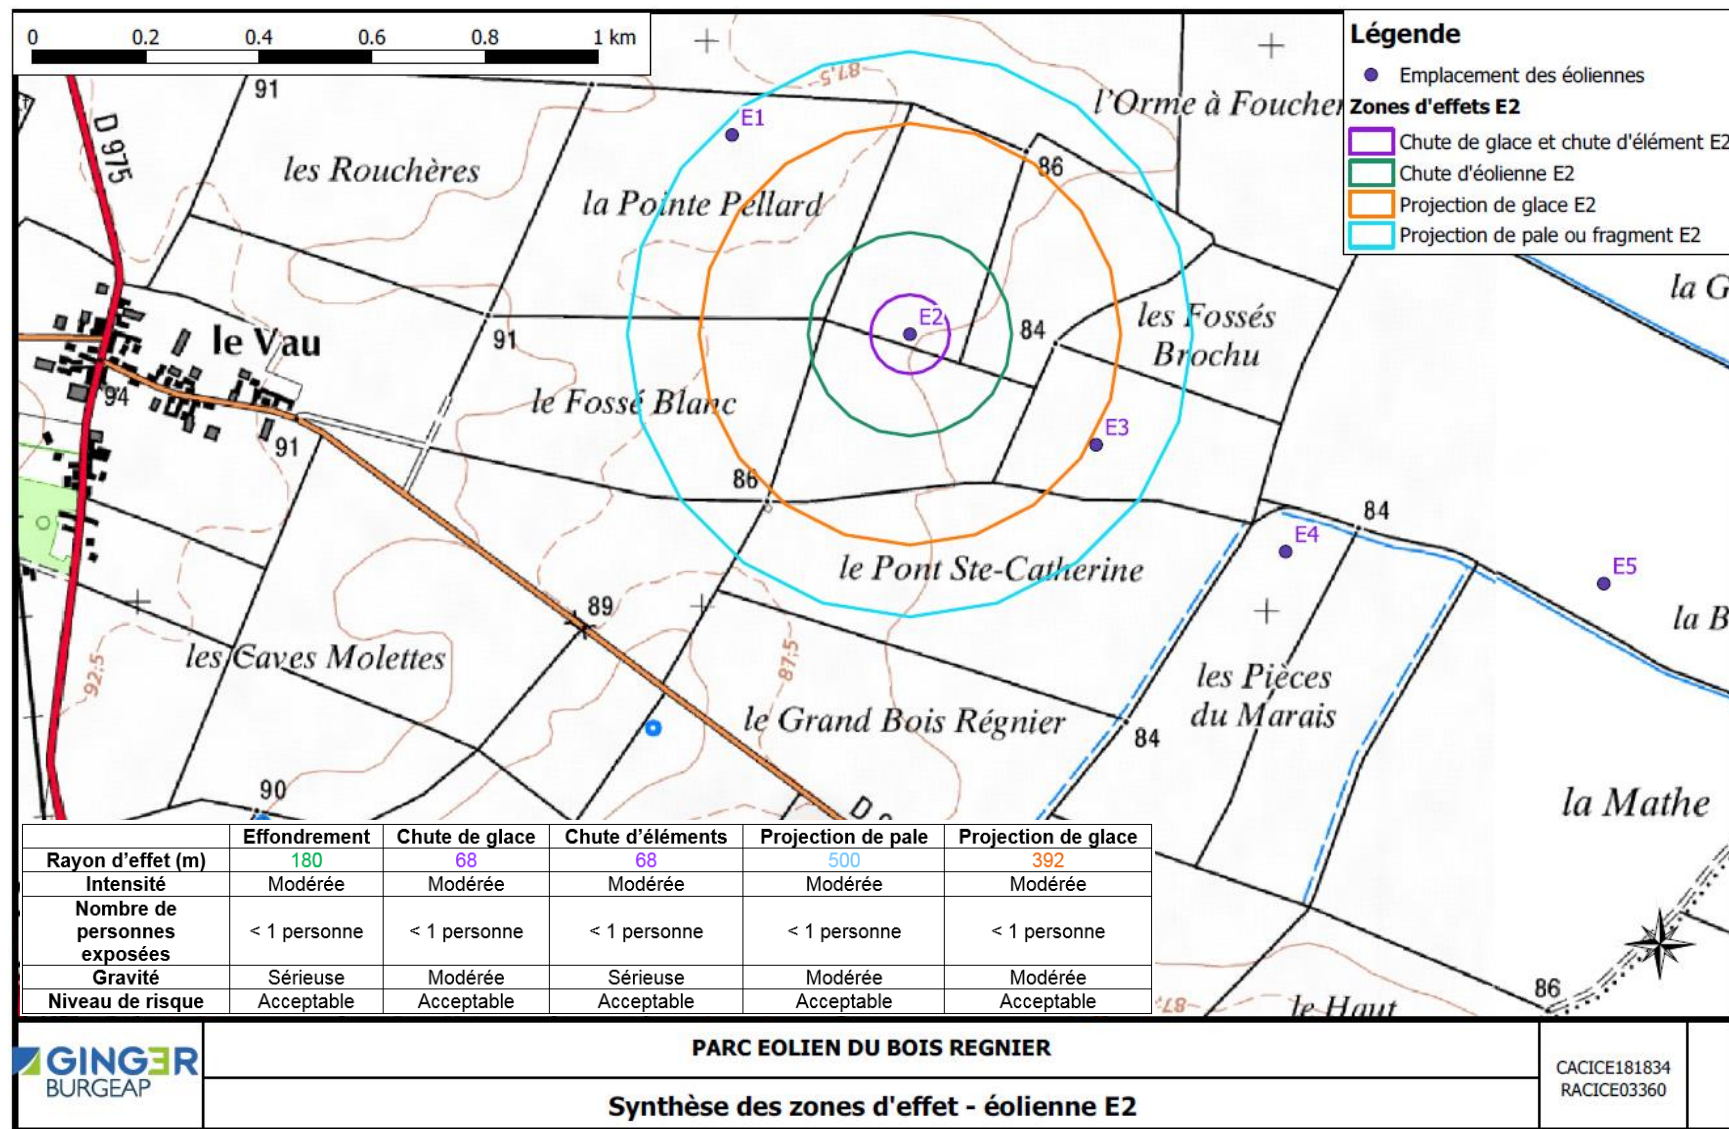 0 0.2 0.4 0.6 0.8 1 km
Légende
Emplacement des éoliennes
Zones d'effets E2
Chute de glace et chute d'élément E2
Chute d'éolienne E2
Projection de glace E2
Projection de pale ou fragment E2
91
87,5
l'Orme à Foucher
E1
D 975
les Rouchères
86
la Pointe Pellard
la G
E2
les Fossés
Brochu
84
91
le Vau
94
le Fossé Blanc
E3
91
86
84
E4
le Pont Ste-Catherine
E5
89
la B
les Caves Molettes
92,5
87,5
les Pièces
du Marais
le Grand Bois Régnier
84
90
la Mathe
D
Effondrement Chute de glace Chute d'éléments Projection de pale Projection de glace
Rayon d'effet (m) 180 68 68 500 392
Intensité Modérée Modérée Modérée Modérée Modérée
Nombre de
personnes
exposées
< 1 personne < 1 personne < 1 personne < 1 personne < 1 personne
Gravité Sérieuse Modérée Sérieuse Modérée Modérée
Niveau de risque Acceptable Acceptable Acceptable Acceptable Acceptable
86
87
le Haut
GINGER
BURGEAP
PARC EOLIEN DU BOIS REGNIER
Synthèse des zones d'effet - éolienne E2
CACICE181834
RACICE03360